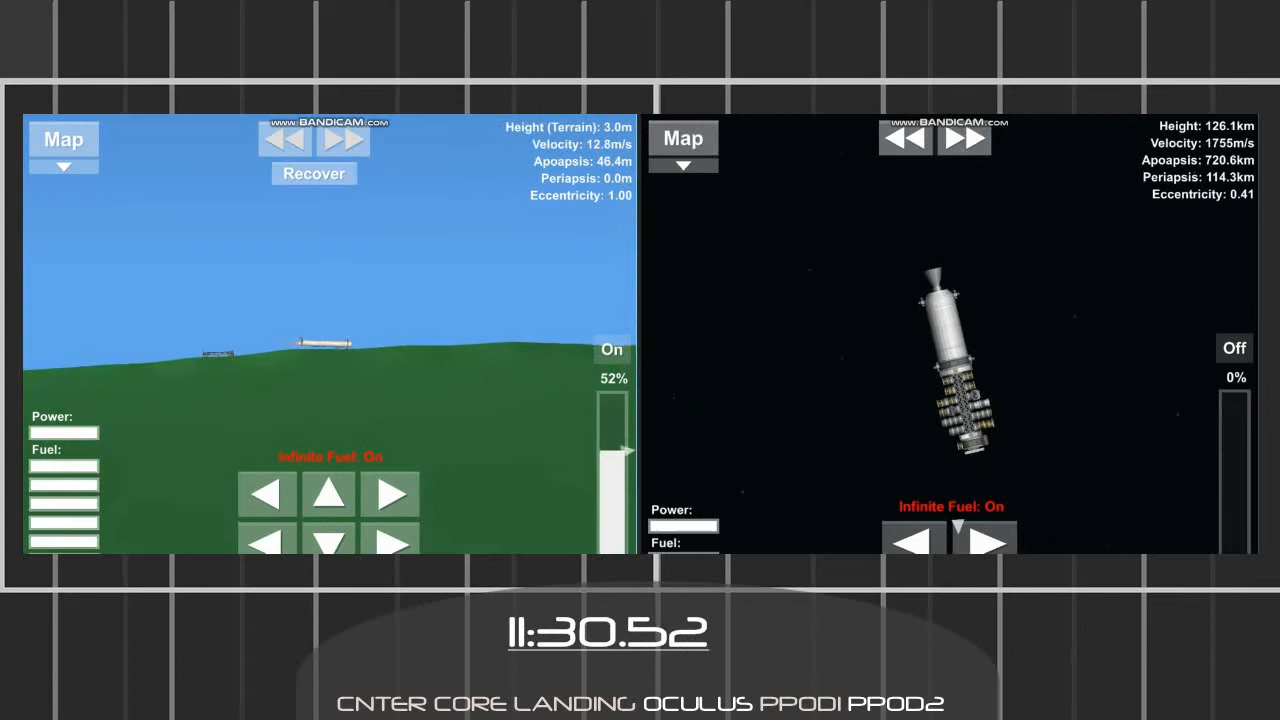 www.BANDICAM.com
Map
Recover
Height (Terrain): 3.0m
Velocity: 12.8m/s
Apoapsis: 46.4m
Periapsis: 0.0m
Eccentricity: 1.00
On
52%
Power:
Fuel:
Infinite Fuel: On
www.BANDICAM.com
Map
Height: 126.1km
Velocity: 1755m/s
Apoapsis: 720.6km
Periapsis: 114.3km
Eccentricity: 0.41
Off
0%
Power:
Fuel:
Infinite Fuel: On
11:30.52
CNTER CORE LANDING OCULUS PPOD1 PPOD2